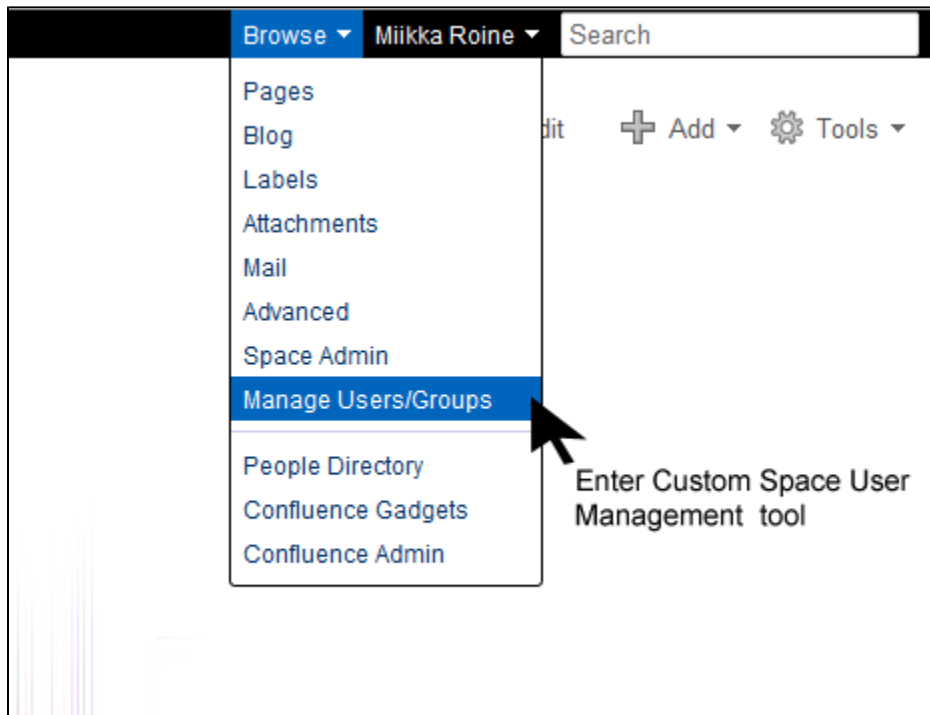 Browse Miikka Roine Search
Pages
dit Add Tools
Blog
Labels
Attachments
Mail
Advanced
Space Admin
Manage Users/Groups
People Directory
Confluence Gadgets
Confluence Admin
Enter Custom Space User
Management tool